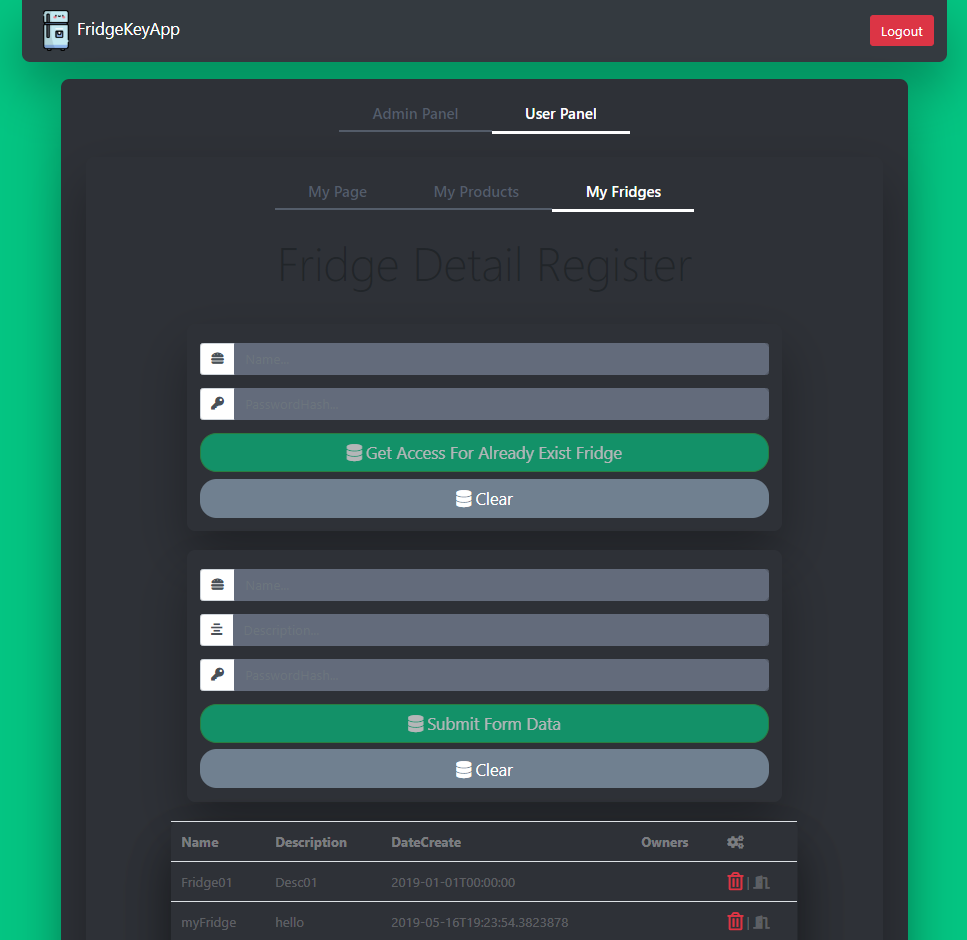 FridgeKeyApp
Logout
Admin Panel User Panel
My Page My Products My Fridges
Fridge Detail Register
Name...
PasswordHash...
Get Access For Already Exist Fridge
Clear
Name...
Description...
PasswordHash...
Submit Form Data
Clear
Name Description DateCreate Owners
Fridge01 Desc01 2019-01-01T00:00:00 |
myFridge hello 2019-05-16T19:23:54.3823878 |